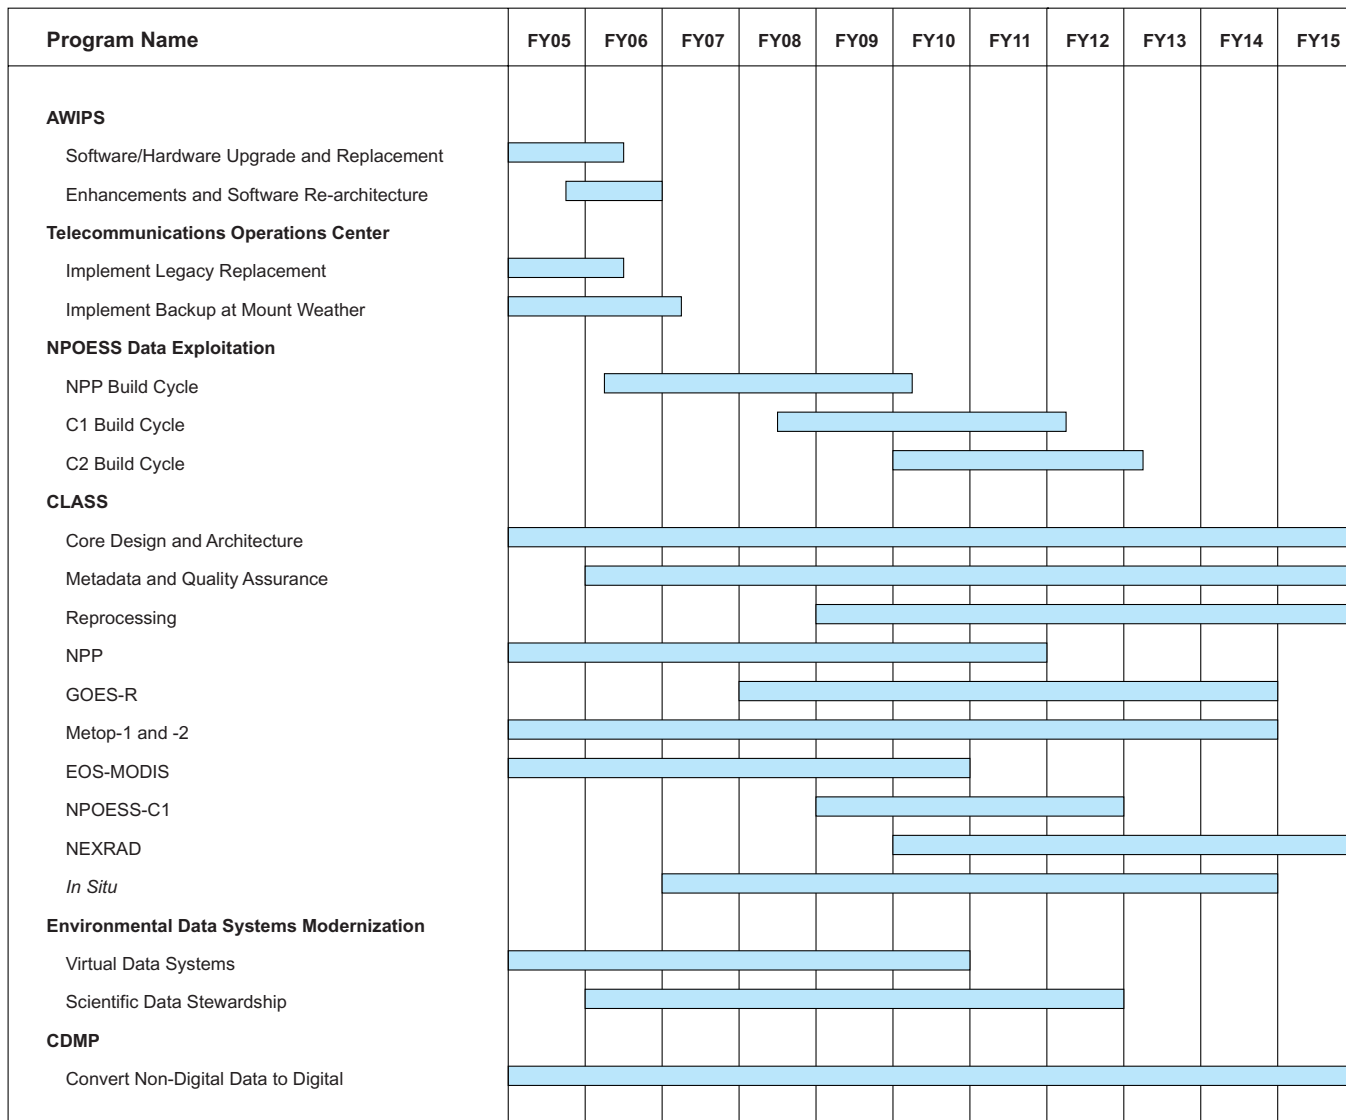 Program Name FY05 FY06 FY07 FY08 FY09 FY10 FY11 FY12 FY13 FY14 FY15
AWIPS
Software/Hardware Upgrade and Replacement
Enhancements and Software Re-architecture
Telecommunications Operations Center
Implement Legacy Replacement
Implement Backup at Mount Weather
NPOESS Data Exploitation
NPP Build Cycle
C1 Build Cycle
C2 Build Cycle
CLASS
Core Design and Architecture
Metadata and Quality Assurance
Reprocessing
NPP
GOES-R
Metop-1 and -2
EOS-MODIS
NPOESS-C1
NEXRAD
In Situ
Environmental Data Systems Modernization
Virtual Data Systems
Scientific Data Stewardship
CDMP
Convert Non-Digital Data to Digital